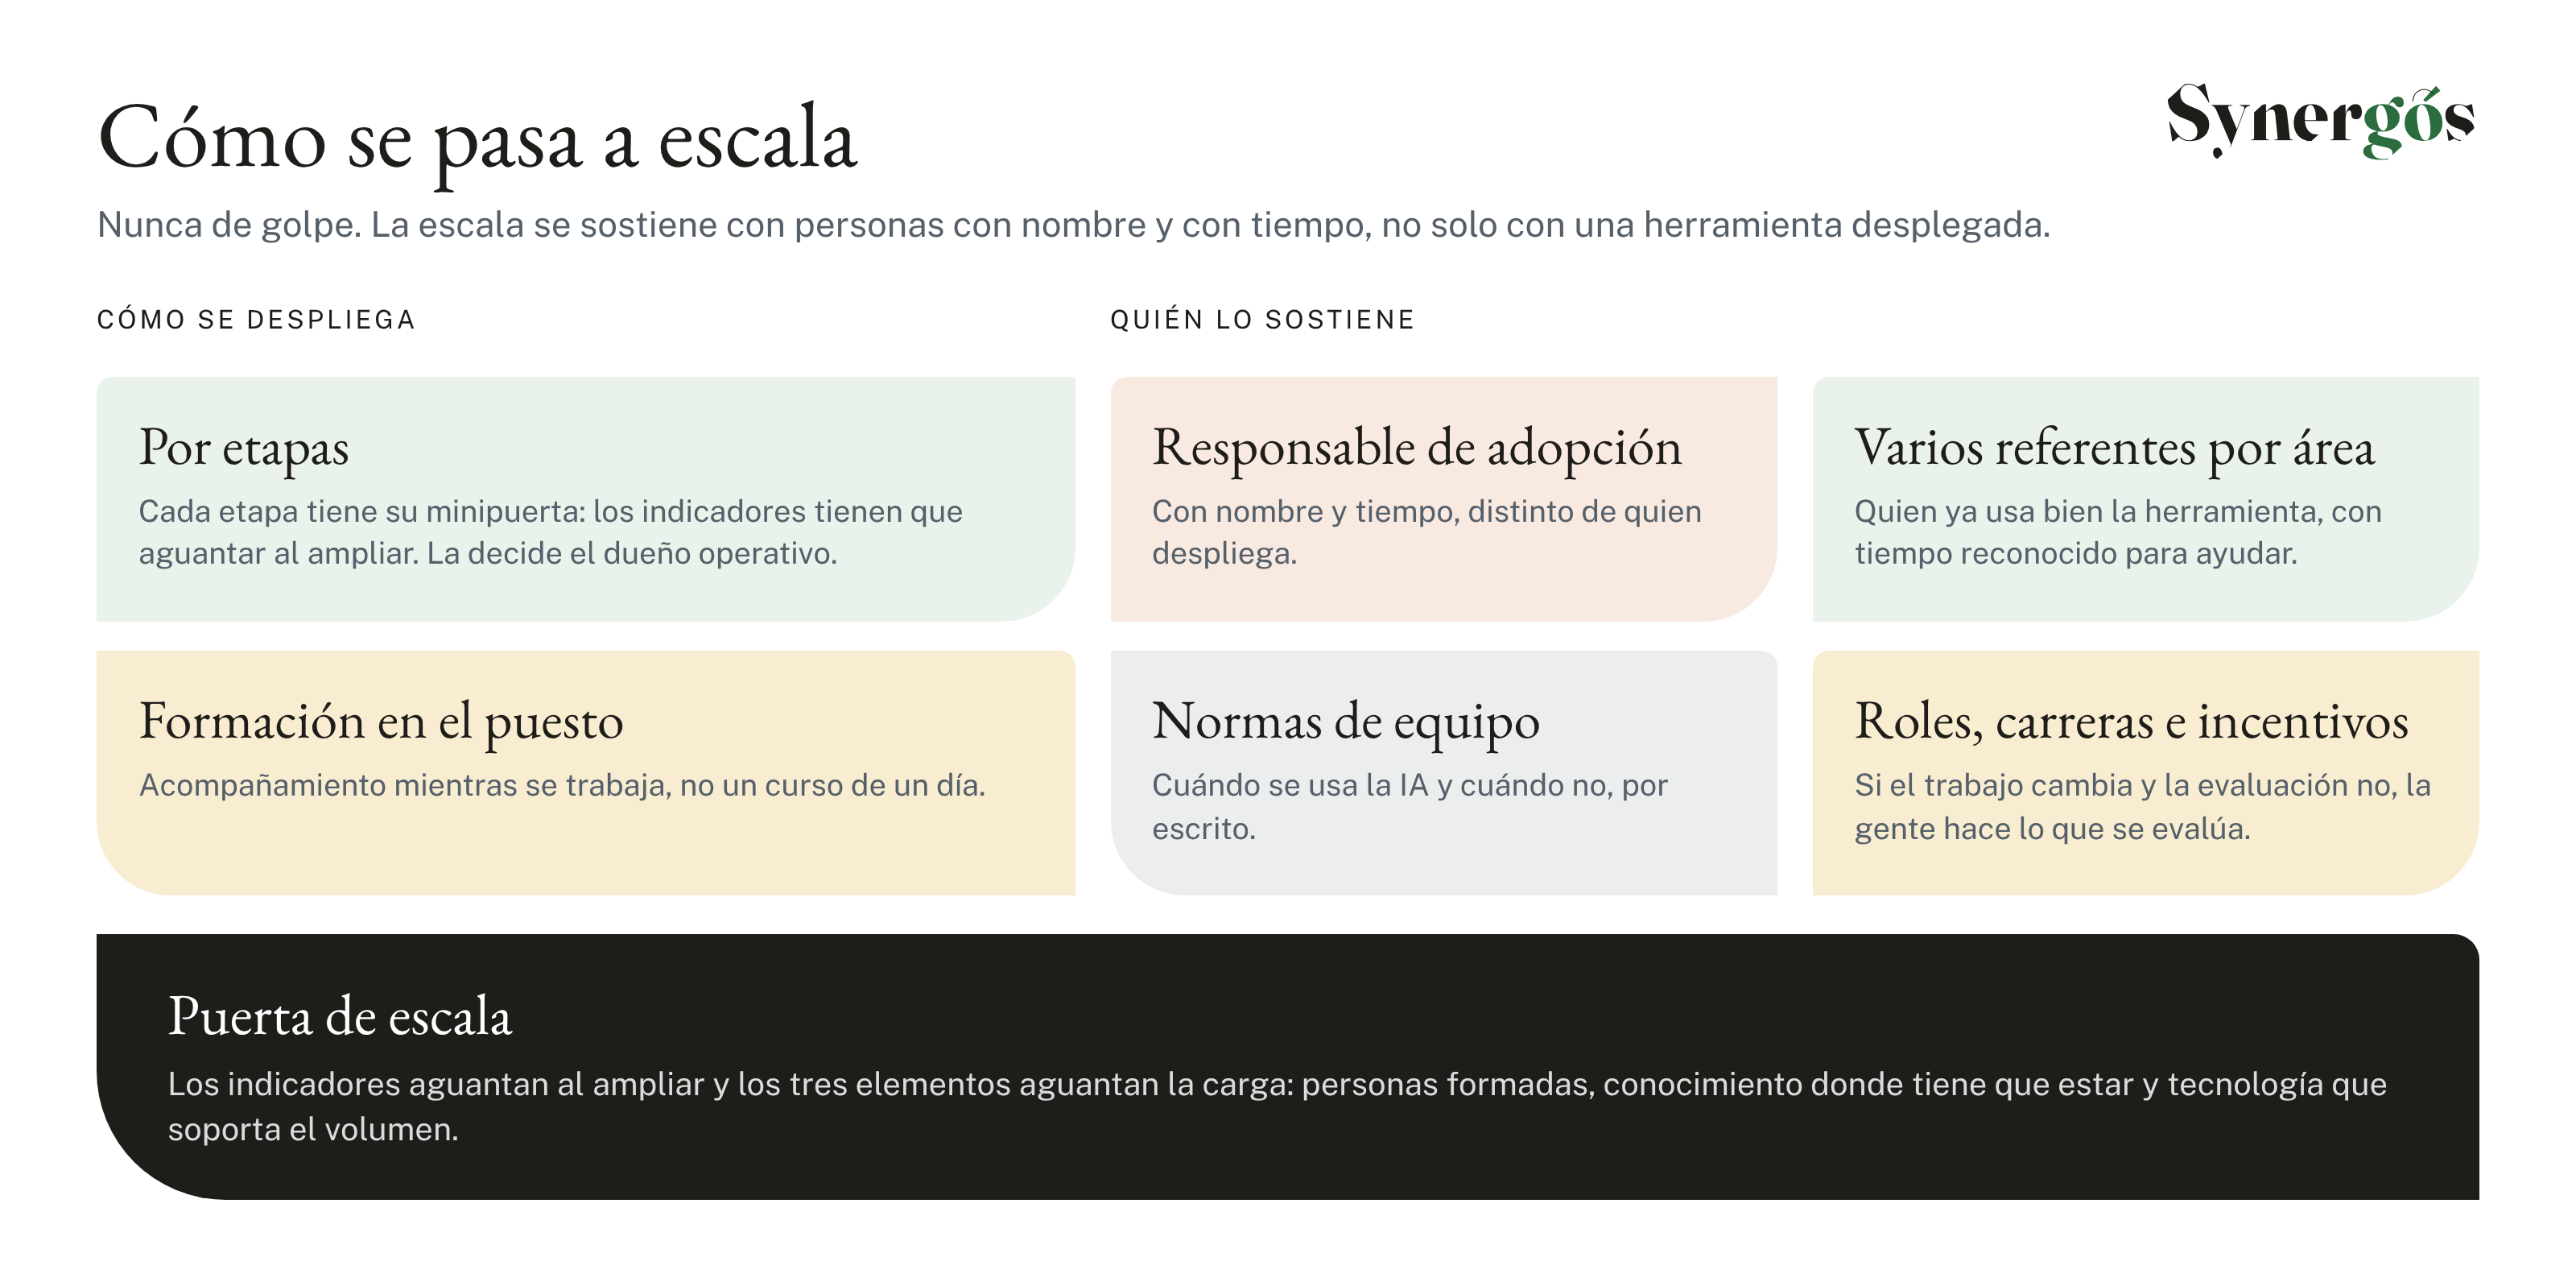 Cómo se pasa a escala
Synergós
Nunca de golpe. La escala se sostiene con personas con nombre y con tiempo, no solo con una herramienta desplegada.
CÓMO SE DESPLIEGA
QUIÉN LO SOSTIENE
Por etapas
Cada etapa tiene su minipuerta: los indicadores tienen que
aguantar al ampliar. La decide el dueño operativo.
Responsable de adopción
Con nombre y tiempo, distinto de quien
despliega.
Varios referentes por área
Quien ya usa bien la herramienta, con
tiempo reconocido para ayudar.
Formación en el puesto
Acompañamiento mientras se trabaja, no un curso de un día.
Normas de equipo
Cuándo se usa la IA y cuándo no, por
escrito.
Roles, carreras e incentivos
Si el trabajo cambia y la evaluación no, la
gente hace lo que se evalúa.
Puerta de escala
Los indicadores aguantan al ampliar y los tres elementos aguantan la carga: personas formadas, conocimiento donde tiene que estar y tecnología que
soporta el volumen.